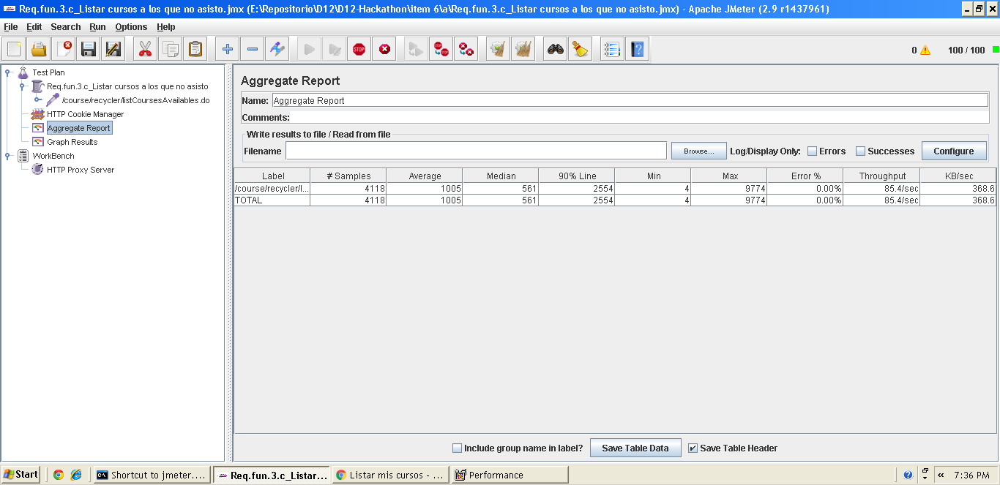 Req.fun.3.c_Listar cursos a los que no asisto.jmx (E:\Repositorio\D12\D12-Hackathon\item 6\a\Req.fun.3.c_Listar cursos a los que no asisto.jmx) - Apache JMeter (2.9 r1437961)
File Edit Search Run Options Help
STOP 0 100 / 100
Test Plan
Req.fun.3.c_Listar cursos a los que no asisto
/course/recycler/listCoursesAvailables.do
HTTP Cookie Manager
Aggregate Report
Graph Results
WorkBench
HTTP Proxy Server
Aggregate Report
Name: Aggregate Report
Comments:
Write results to file / Read from file
Filename Browse... Log/Display Only: Errors Successes Configure
Label # Samples Average Median 90% Line Min Max Error % Throughput KB/sec
/course/recycler/l... 4118 1005 561 2554 4 9774 0.00% 85.4/sec 368.6
TOTAL 4118 1005 561 2554 4 9774 0.00% 85.4/sec 368.6
Include group name in label? Save Table Data Save Table Header
Start Shortcut to jmeter.... Req.fun.3.c_Listar... Listar mis cursos - ... Performance « 7:36 PM